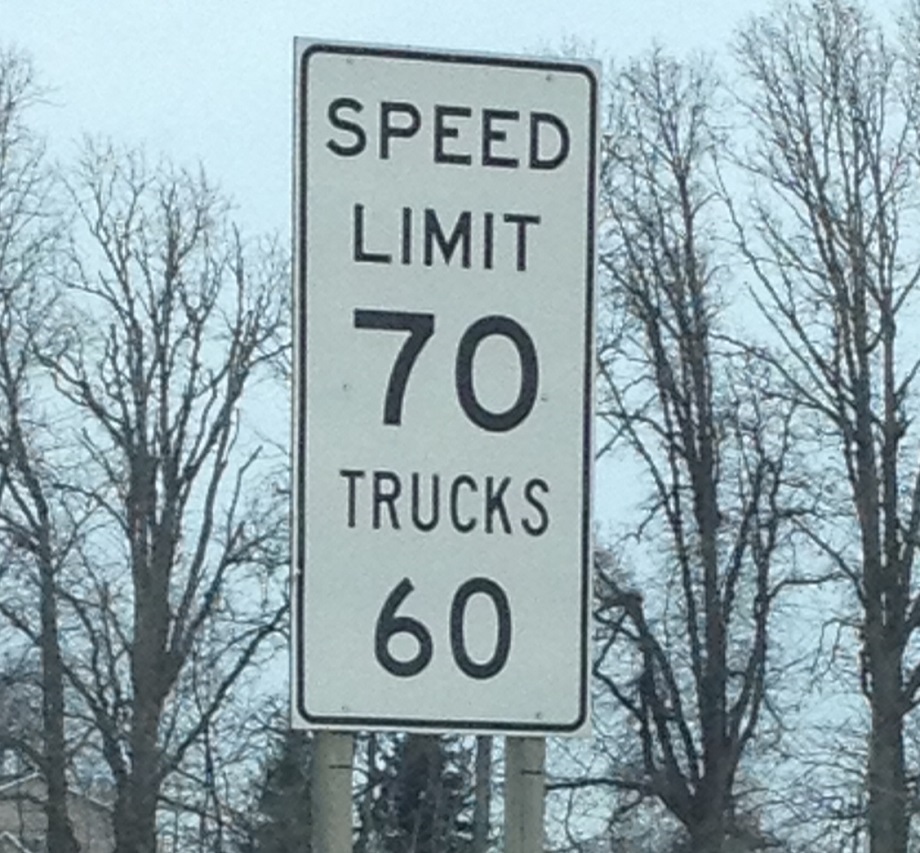 SPEED
LIMIT
70
TRUCKS
60